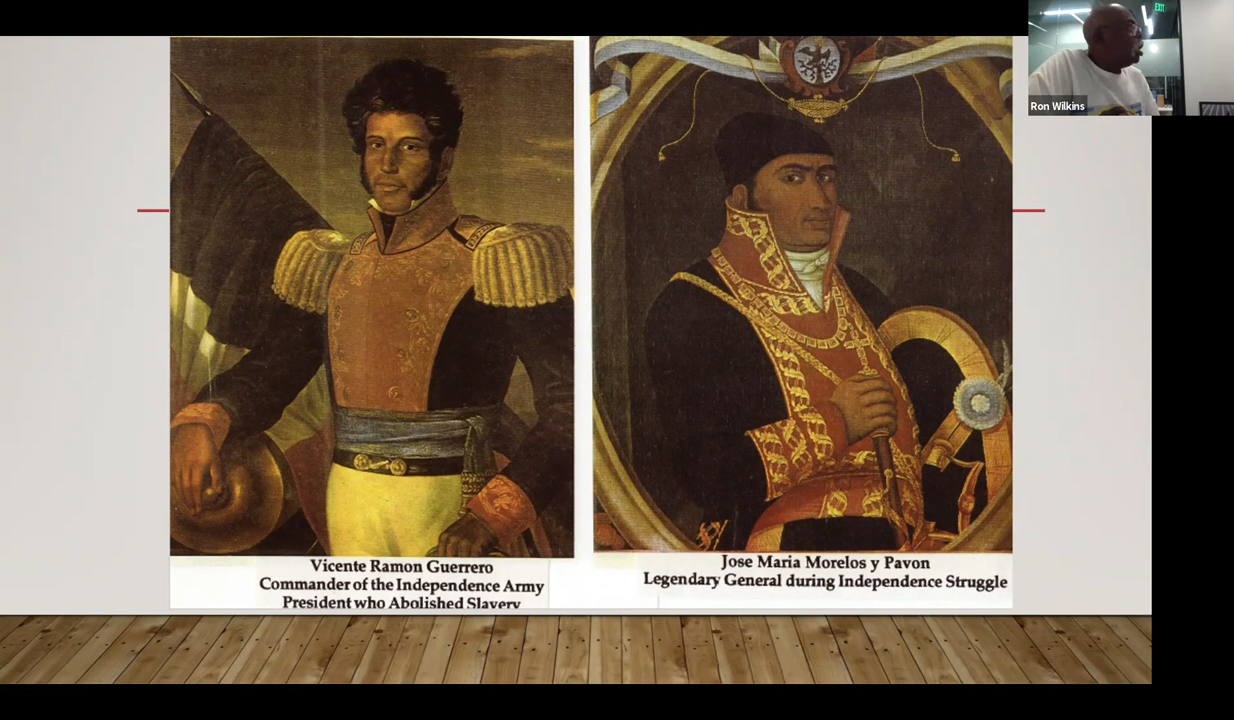 EXIT
Ron Wilkins
Vicente Ramon Guerrero
Commander of the Independence Army
President who Abolished Slavery
Jose Maria Morelos y Pavon
Legendary General during Independence Struggle